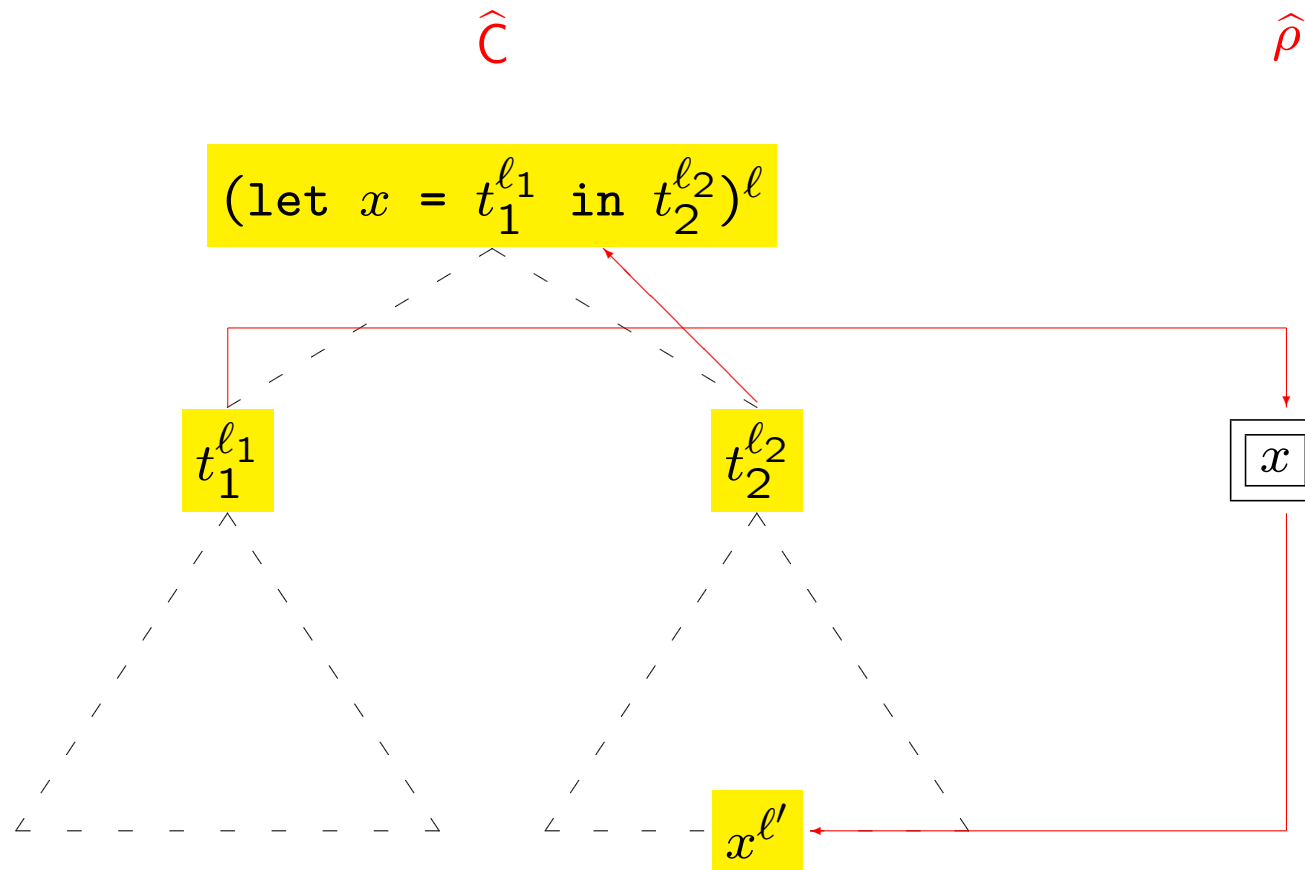 Ĉ ρ̂
(let x = t₁^ℓ₁ in t₂^ℓ₂)^ℓ
t₁^ℓ₁ t₂^ℓ₂ x
x^ℓ′